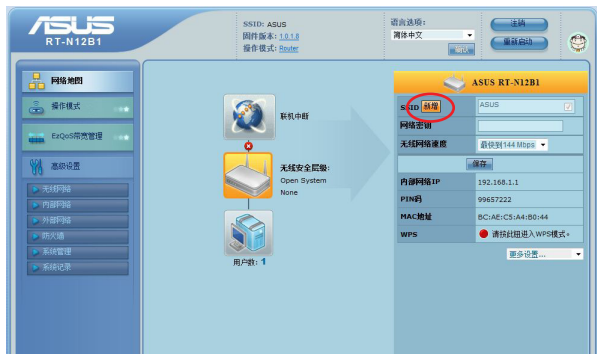 ASUS
RT-N12B1
SSID: ASUS
固件版本: 1.0.1.8
操作模式: Router
语言选项:
简体中文
确认
注销
重新启动
网络地图
操作模式
EzQoS带宽管理
高级设置
无线网络
内部网络
外部网络
防火墙
系统管理
系统记录
联机中断
无线安全层级:
Open System
None
用户数: 1
ASUS RT-N12B1
SSID 新增 ASUS
网络密钥
无线网络速度 最快到144 Mbps
保存
内部网络IP 192.168.1.1
PIN码 99657222
MAC地址 BC:AE:C5:A4:B0:44
WPS 请按此钮进入WPS模式。
更多设置...